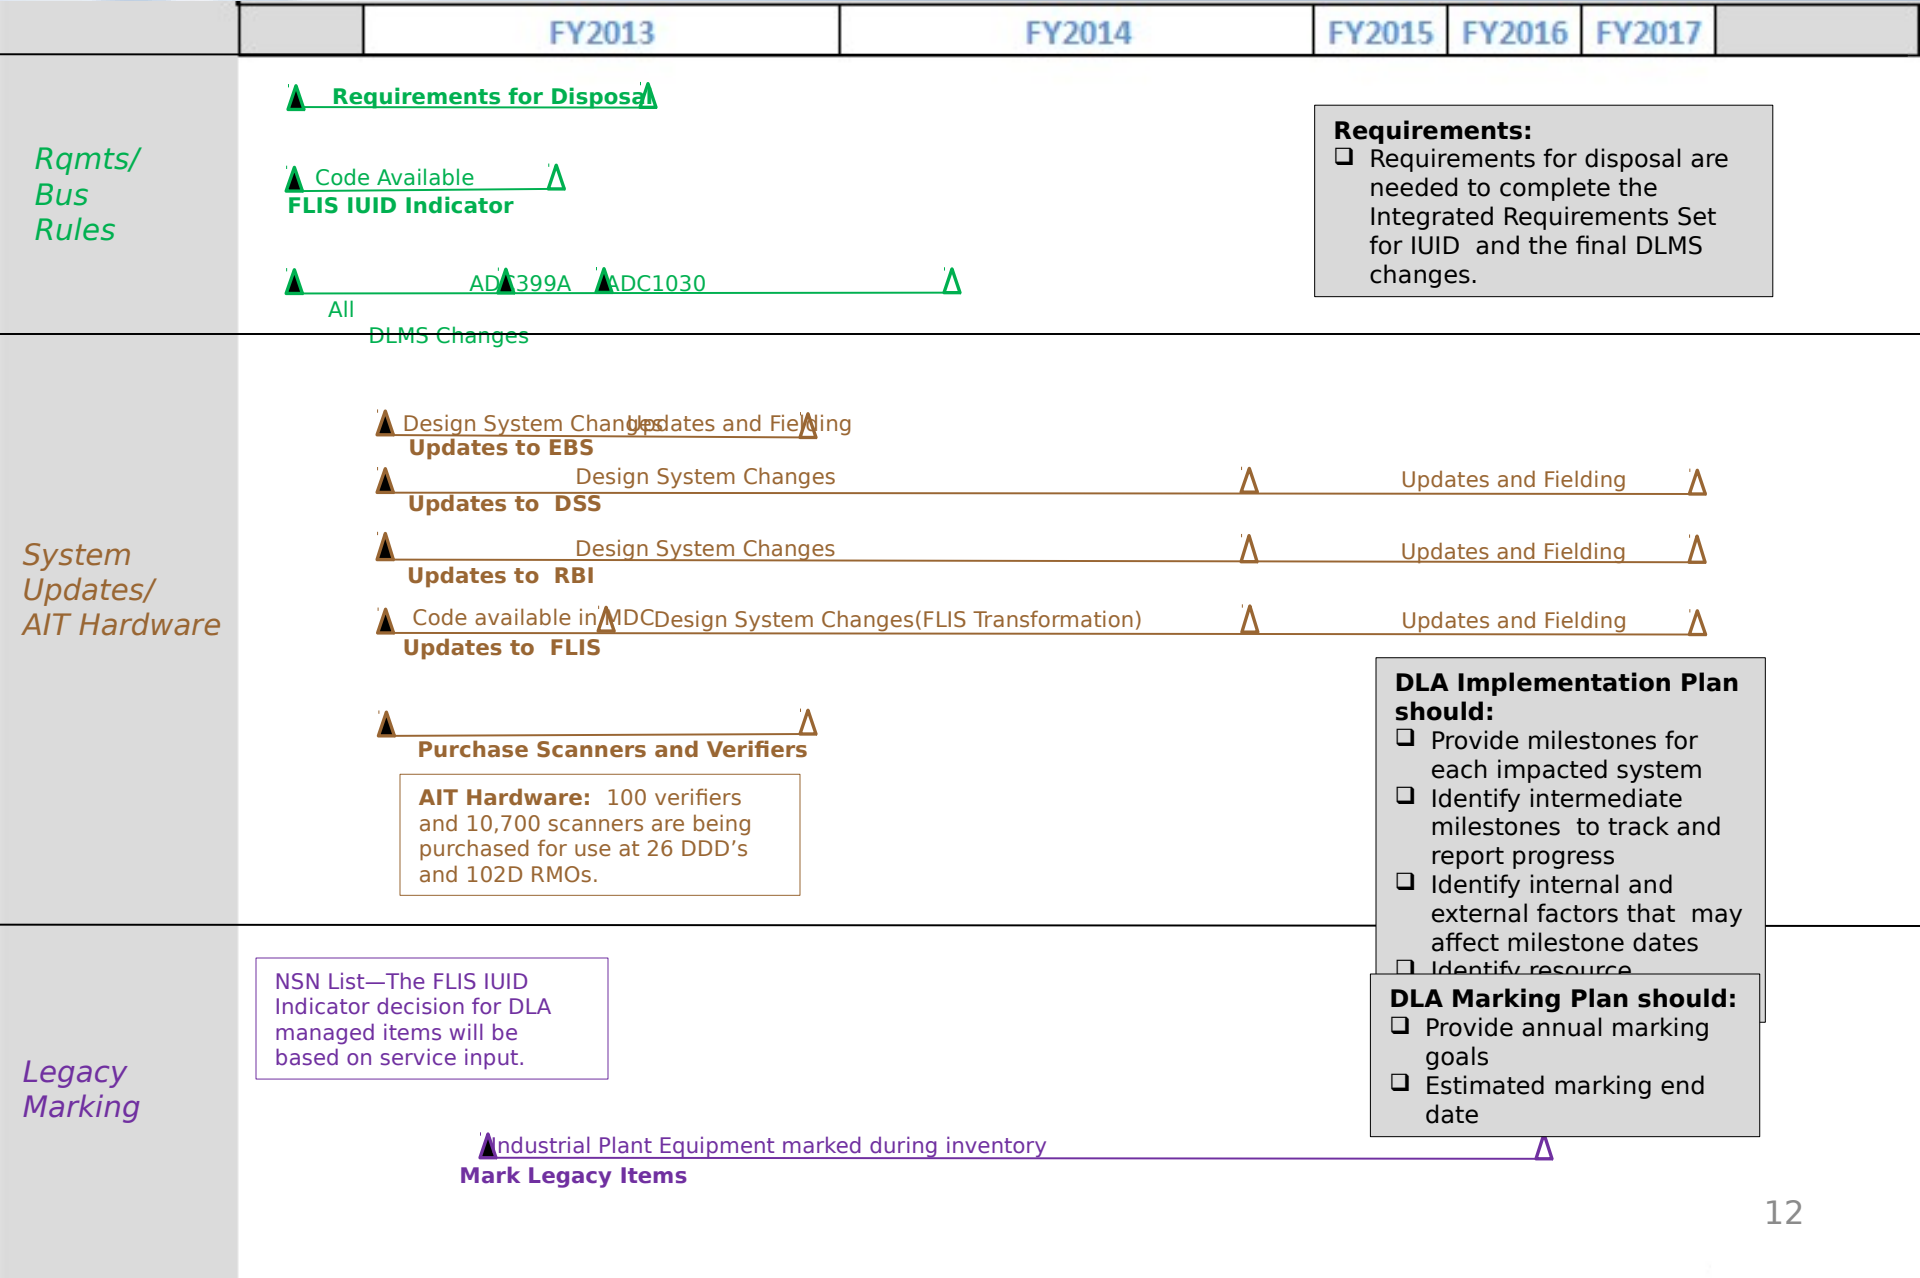 FY2013 FY2014 FY2015 FY2016 FY2017
Rqmts/
Bus
Rules
Requirements for Disposal
Code Available
FLIS IUID Indicator
ADC399A ADC1030
All
DLMS Changes
Requirements:
❑ Requirements for disposal are
needed to complete the
Integrated Requirements Set
for IUID and the final DLMS
changes.
System
Updates/
AIT Hardware
Design System Changes Updates and Fielding
Updates to EBS
Design System Changes Updates and Fielding
Updates to DSS
Design System Changes Updates and Fielding
Updates to RBI
Code available in MDC Design System Changes(FLIS Transformation) Updates and Fielding
Updates to FLIS
Purchase Scanners and Verifiers
AIT Hardware: 100 verifiers
and 10,700 scanners are being
purchased for use at 26 DDD’s
and 102D RMOs.
DLA Implementation Plan
should:
❑ Provide milestones for
each impacted system
❑ Identify intermediate
milestones to track and
report progress
❑ Identify internal and
external factors that may
affect milestone dates
❑ Identify resource
Legacy
Marking
NSN List—The FLIS IUID
Indicator decision for DLA
managed items will be
based on service input.
DLA Marking Plan should:
❑ Provide annual marking
goals
❑ Estimated marking end
date
Industrial Plant Equipment marked during inventory
Mark Legacy Items
12